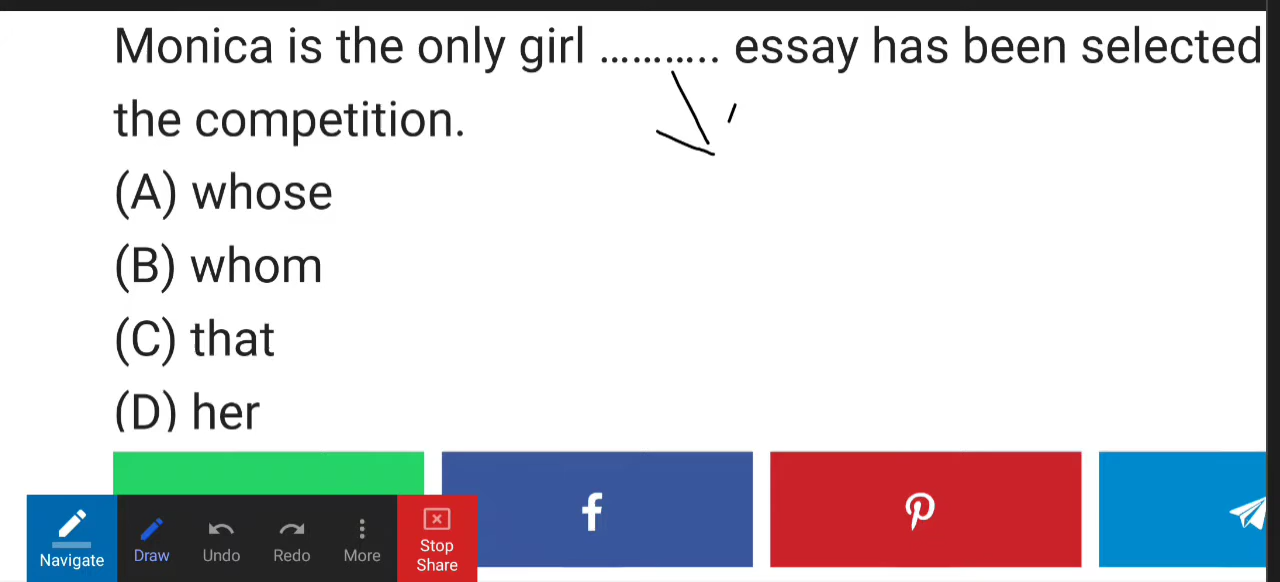 Monica is the only girl ........... essay has been selected
the competition.
(A) whose
(B) whom
(C) that
(D) her
Navigate
Draw
Undo
Redo
More
Stop
Share